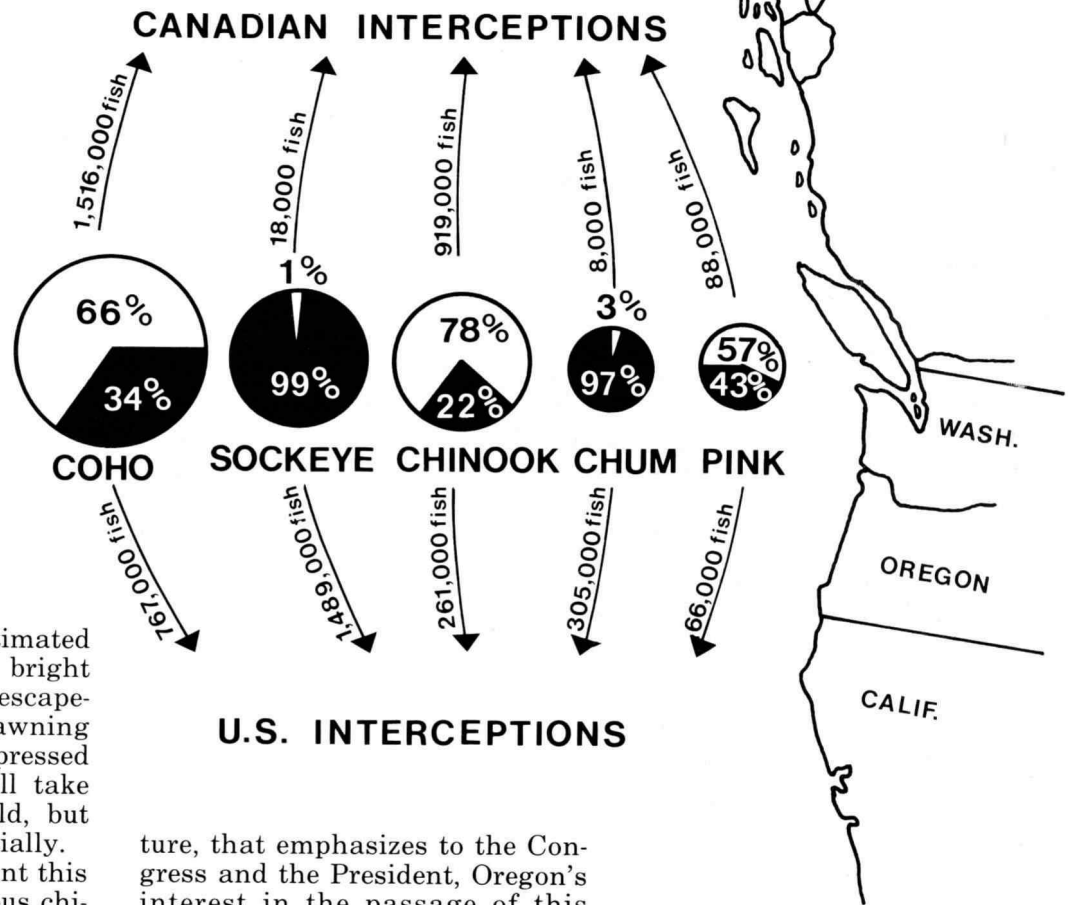 CANADIAN INTERCEPTIONS
1,516,000 fish
18,000 fish
919,000 fish
8,000 fish
88,000 fish
66%
34%
1%
99%
78%
22%
3%
97%
57%
43%
COHO SOCKEYE CHINOOK CHUM PINK
767,000 fish
1,489,000 fish
261,000 fish
305,000 fish
66,000 fish
U.S. INTERCEPTIONS
WASH.
OREGON
CALIF.
timated
bright
escape-
awning
pressed
ll take
ld, but
ially.
nt this
us chi-
ture, that emphasizes to the Con-
gress and the President, Oregon's
interest in the passage of this